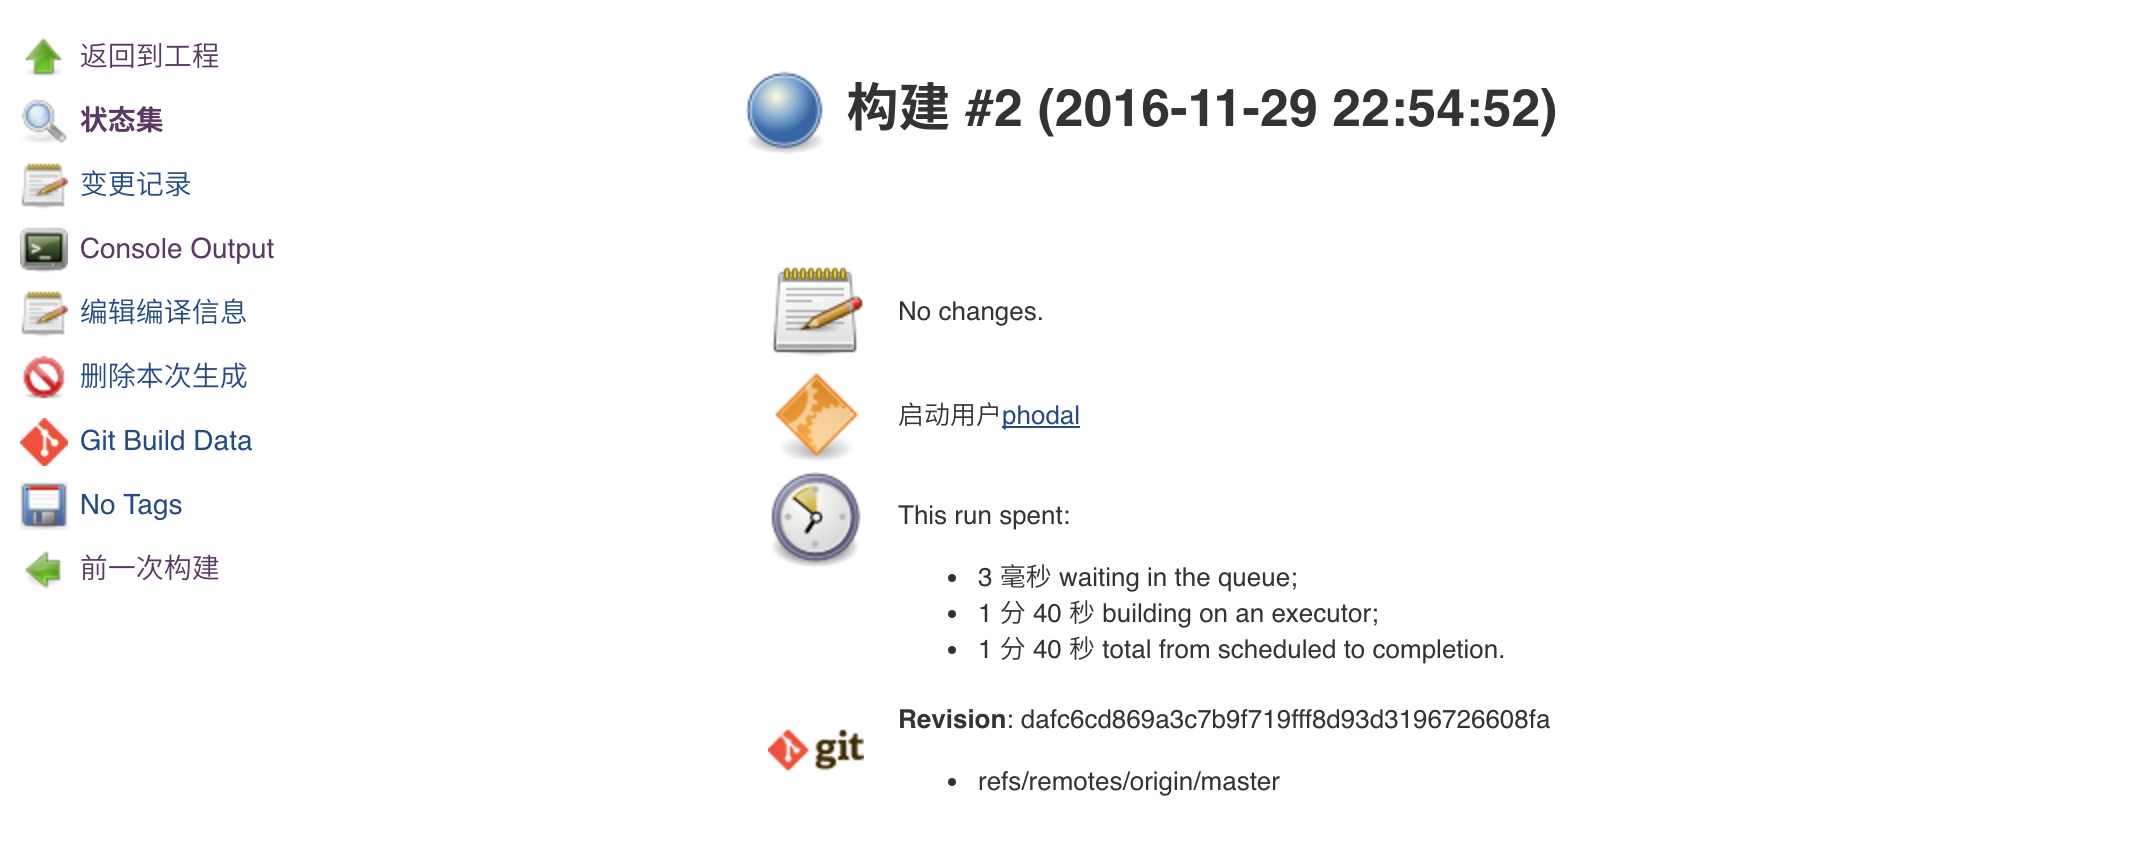 返回到工程
状态集
变更记录
Console Output
编辑编译信息
删除本次生成
Git Build Data
No Tags
前一次构建
构建 #2 (2016-11-29 22:54:52)
No changes.
启动用户phodal
This run spent:
3 毫秒 waiting in the queue;
1 分 40 秒 building on an executor;
1 分 40 秒 total from scheduled to completion.
Revision: dafc6cd869a3c7b9f719fff8d93d3196726608fa
git
refs/remotes/origin/master